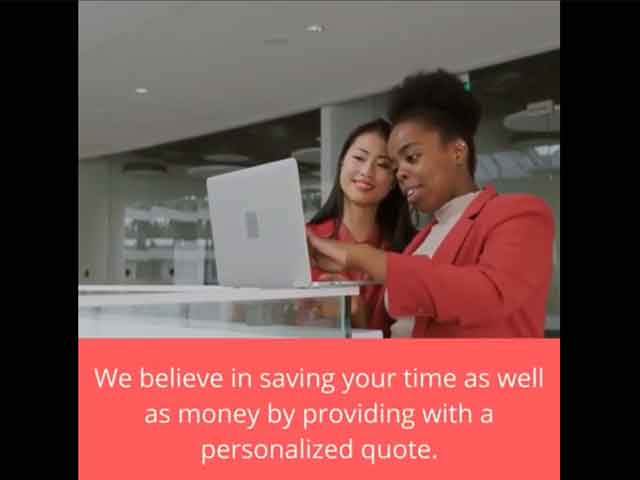 We believe in saving your time as well
as money by providing with a
personalized quote.